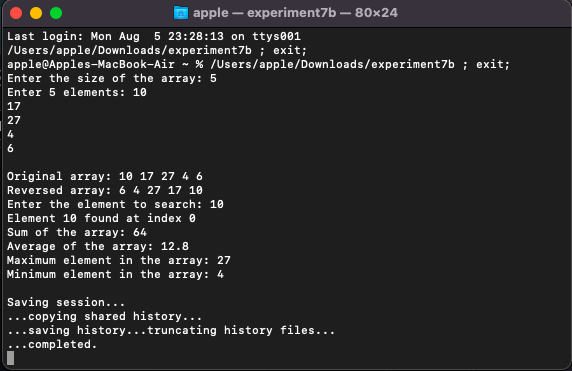 apple — experiment7b — 80×24
Last login: Mon Aug  5 23:28:13 on ttys001
/Users/apple/Downloads/experiment7b ; exit;
apple@Apples-MacBook-Air ~ % /Users/apple/Downloads/experiment7b ; exit;
Enter the size of the array: 5
Enter 5 elements: 10
17
27
4
6

Original array: 10 17 27 4 6
Reversed array: 6 4 27 17 10
Enter the element to search: 10
Element 10 found at index 0
Sum of the array: 64
Average of the array: 12.8
Maximum element in the array: 27
Minimum element in the array: 4

Saving session...
...copying shared history...
...saving history...truncating history files...
...completed.